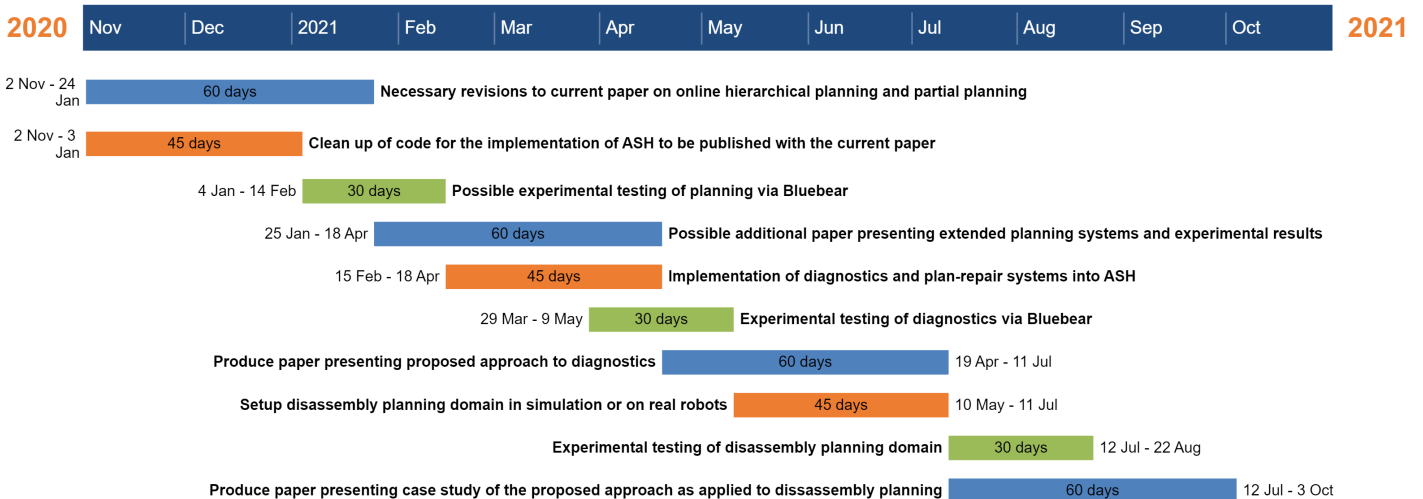 2020 Nov Dec 2021 Feb Mar Apr May Jun Jul Aug Sep Oct 2021
2 Nov - 24
Jan
60 days Necessary revisions to current paper on online hierarchical planning and partial planning
2 Nov - 3
Jan
45 days Clean up of code for the implementation of ASH to be published with the current paper
4 Jan - 14 Feb 30 days Possible experimental testing of planning via Bluebear
25 Jan - 18 Apr 60 days Possible additional paper presenting extended planning systems and experimental results
15 Feb - 18 Apr 45 days Implementation of diagnostics and plan-repair systems into ASH
29 Mar - 9 May 30 days Experimental testing of diagnostics via Bluebear
Produce paper presenting proposed approach to diagnostics 60 days 19 Apr - 11 Jul
Setup disassembly planning domain in simulation or on real robots 45 days 10 May - 11 Jul
Experimental testing of disassembly planning domain 30 days 12 Jul - 22 Aug
Produce paper presenting case study of the proposed approach as applied to dissassembly planning 60 days 12 Jul - 3 Oct